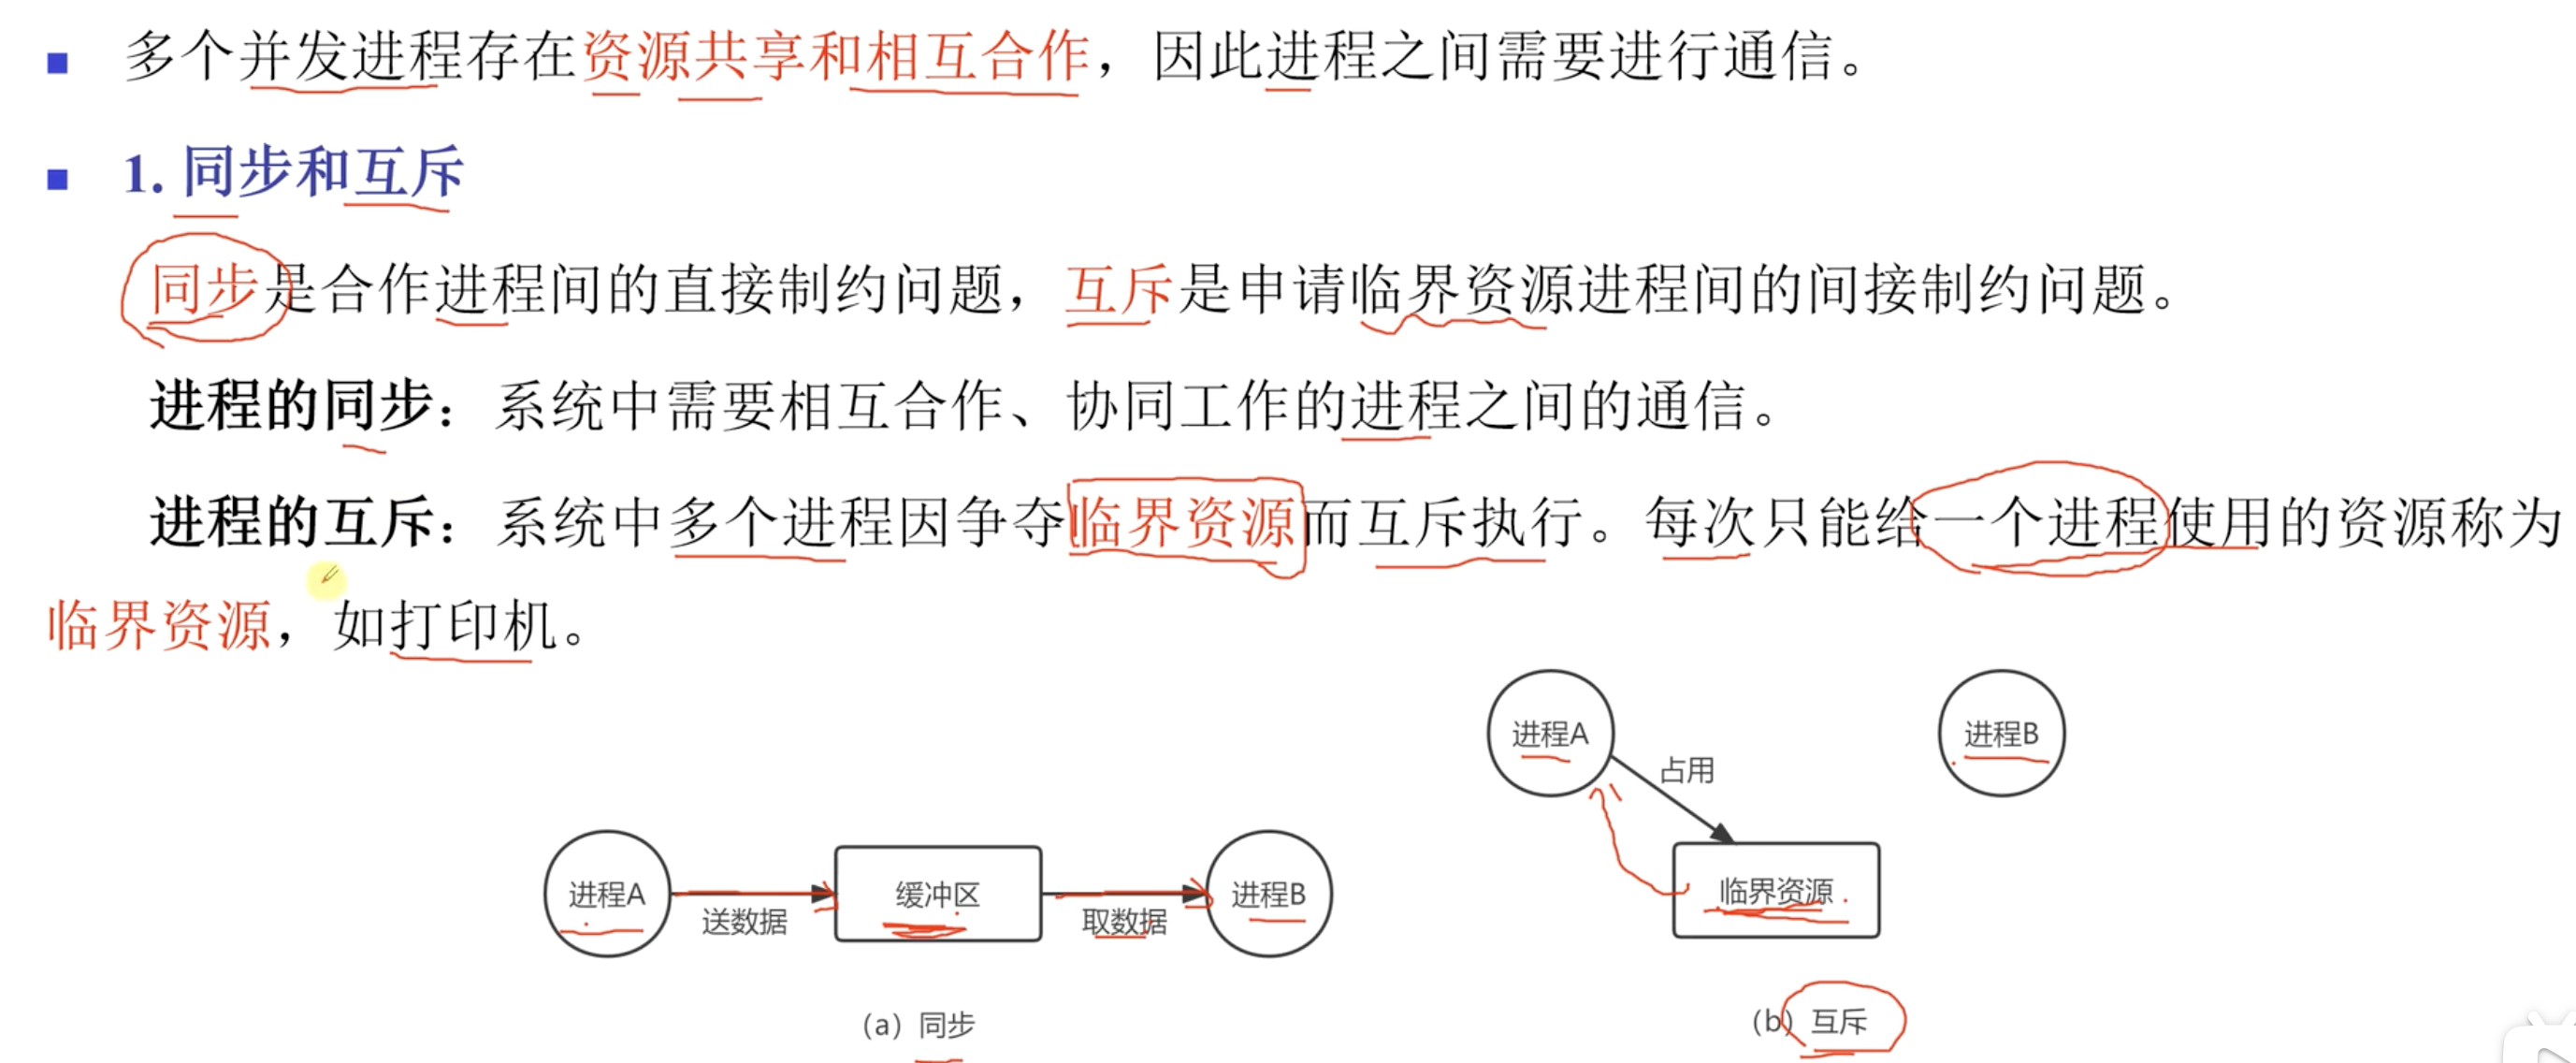 多个并发进程存在资源共享和相互合作，因此进程之间需要进行通信。
1. 同步和互斥
同步是合作进程间的直接制约问题，互斥是申请临界资源进程间的间接制约问题。
进程的同步：系统中需要相互合作、协同工作的进程之间的通信。
进程的互斥：系统中多个进程因争夺临界资源而互斥执行。每次只能给一个进程使用的资源称为
临界资源，如打印机。
进程A
送数据
缓冲区
取数据
进程B
(a) 同步
进程A
占用
进程B
临界资源
(b) 互斥